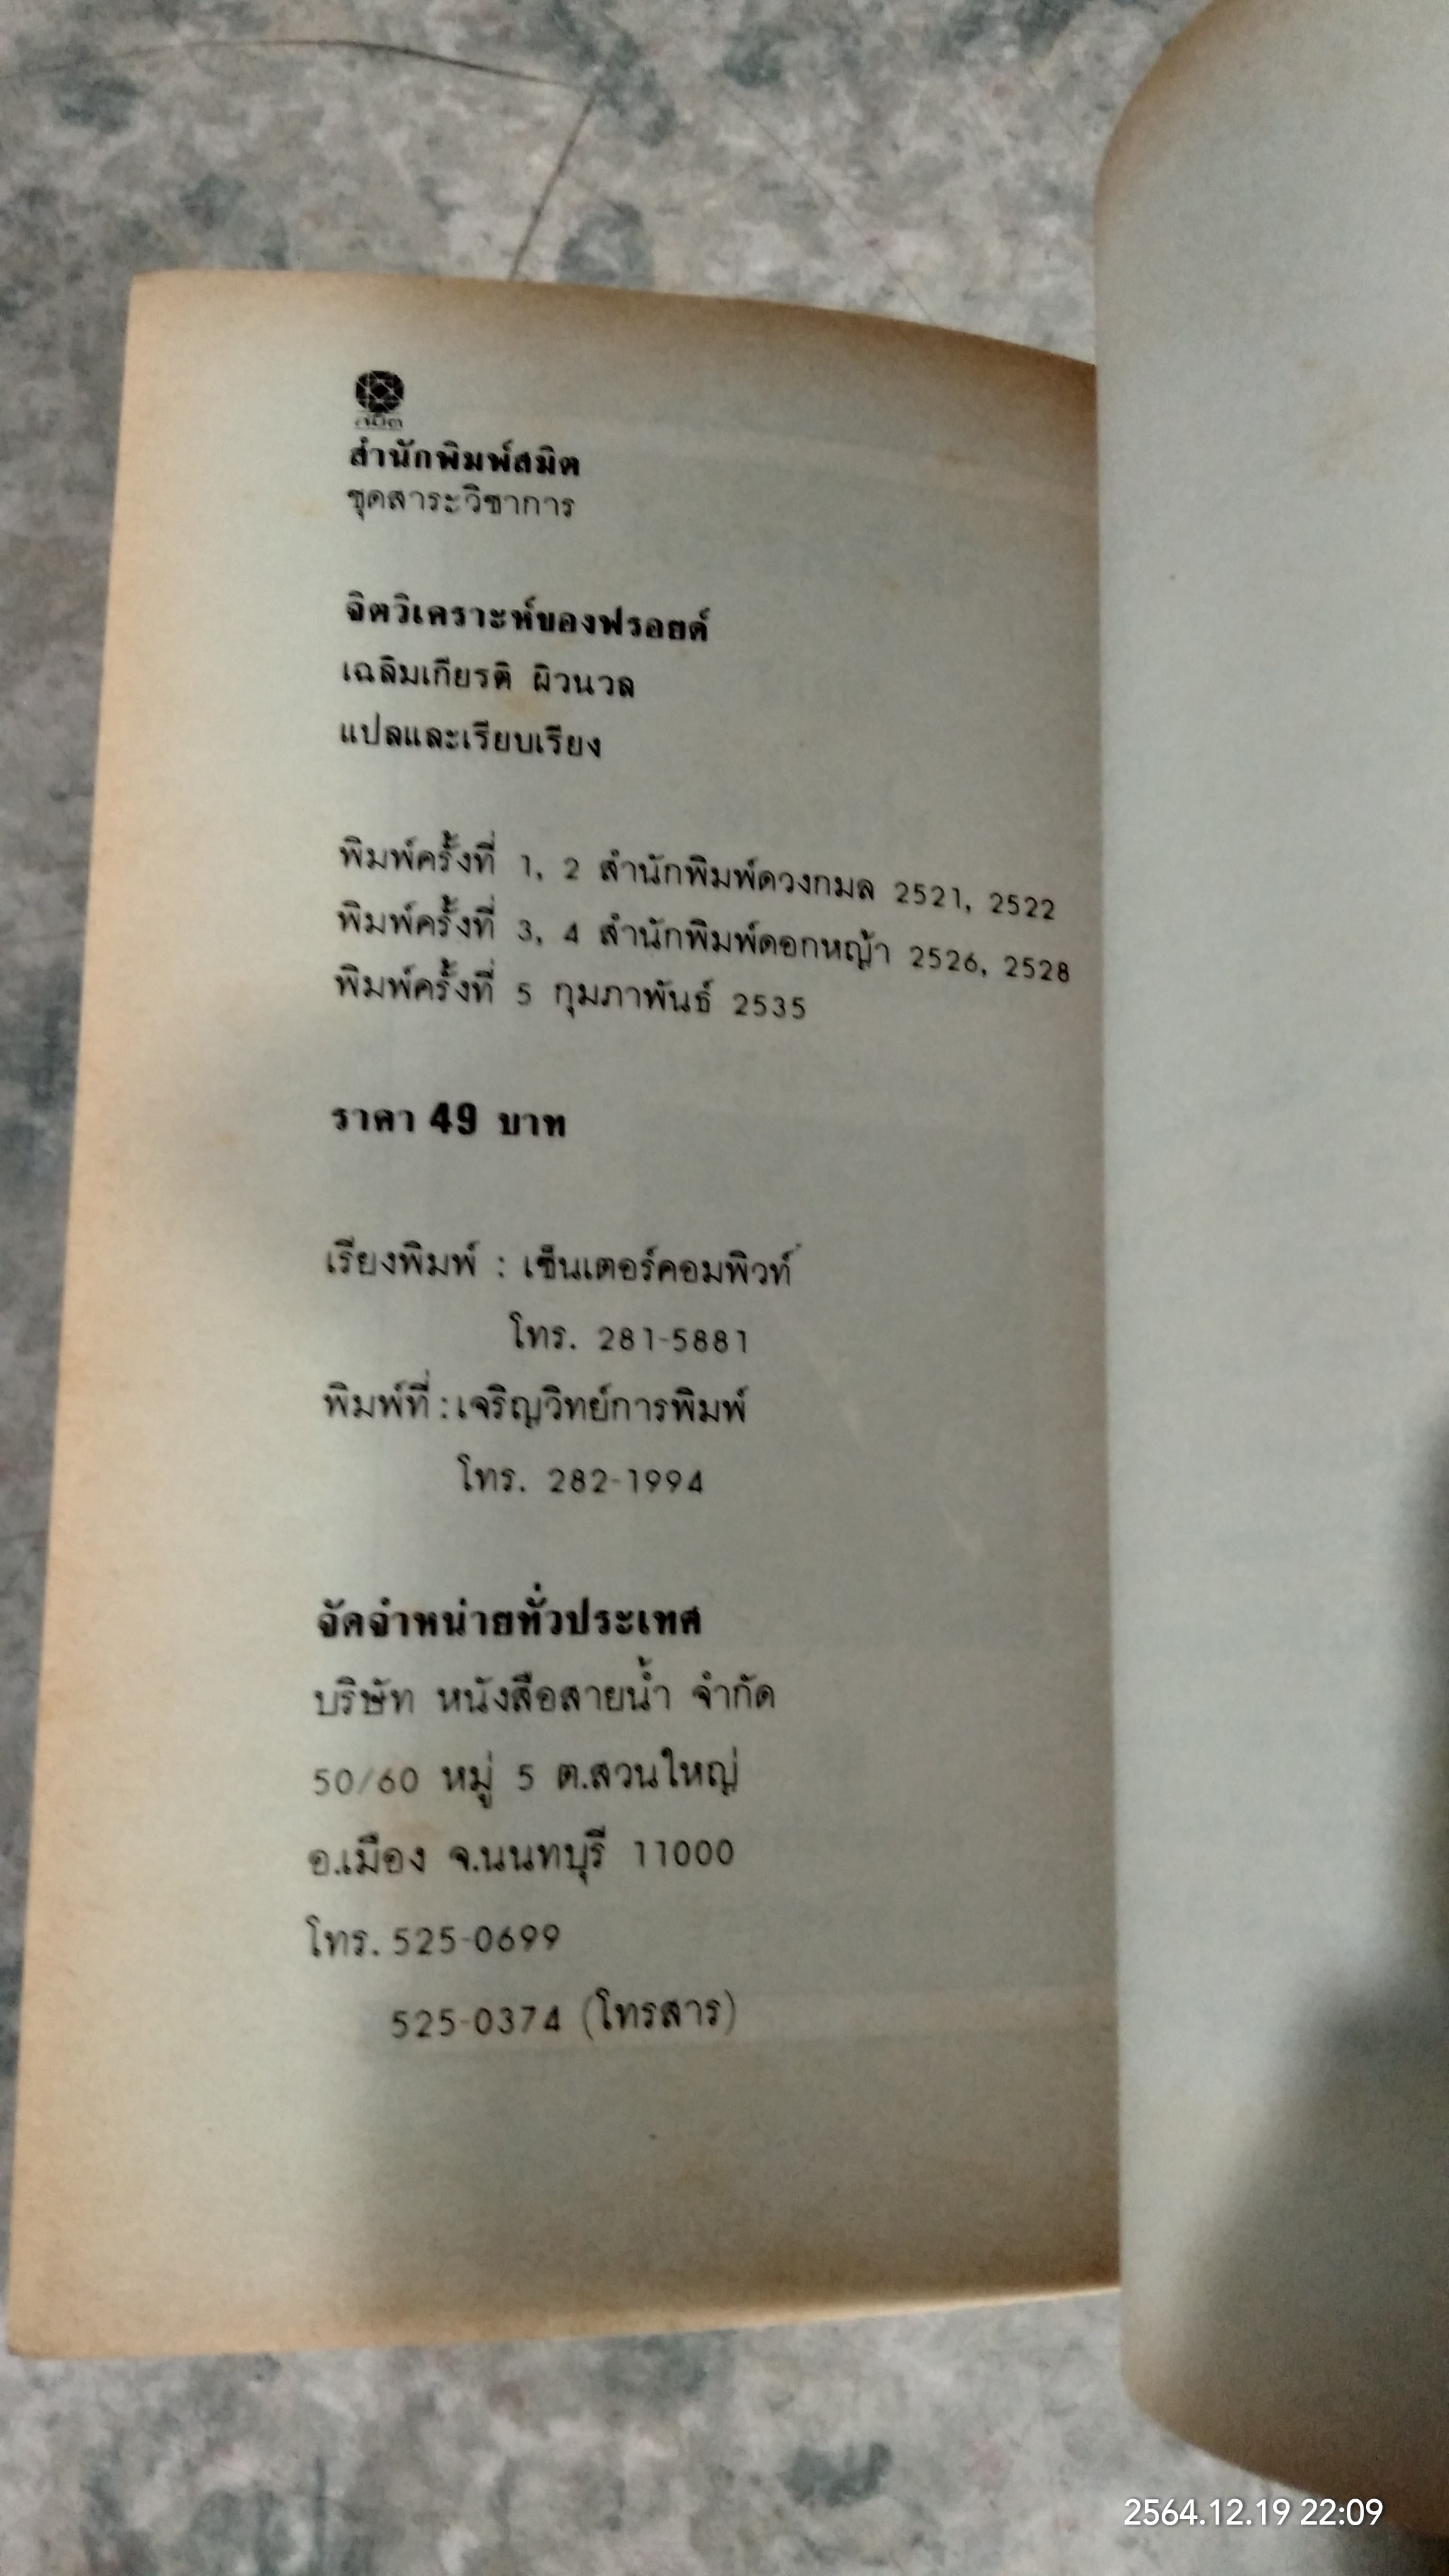 สมิต
สำนักพิมพ์สมิต
ชุดสาระวิชาการ
จิตวิเคราะห์ของฟรอยด์
เฉลิมเกียรติ ผิวนวล
แปลและเรียบเรียง
พิมพ์ครั้งที่ 1, 2 สำนักพิมพ์ดวงกมล 2521, 2522
พิมพ์ครั้งที่ 3, 4 สำนักพิมพ์ดอกหญ้า 2526, 2528
พิมพ์ครั้งที่ 5 กุมภาพันธ์ 2535
ราคา 49 บาท
เรียงพิมพ์ : เซ็นเตอร์คอมพิวท์
โทร. 281-5881
พิมพ์ที่ : เจริญวิทย์การพิมพ์
โทร. 282-1994
จัดจำหน่ายทั่วประเทศ
บริษัท หนังสือสายน้ำ จำกัด
50/60 หมู่ 5 ต.สวนใหญ่
อ.เมือง จ.นนทบุรี 11000
โทร. 525-0699
525-0374 (โทรสาร)
2564.12.19 22:09